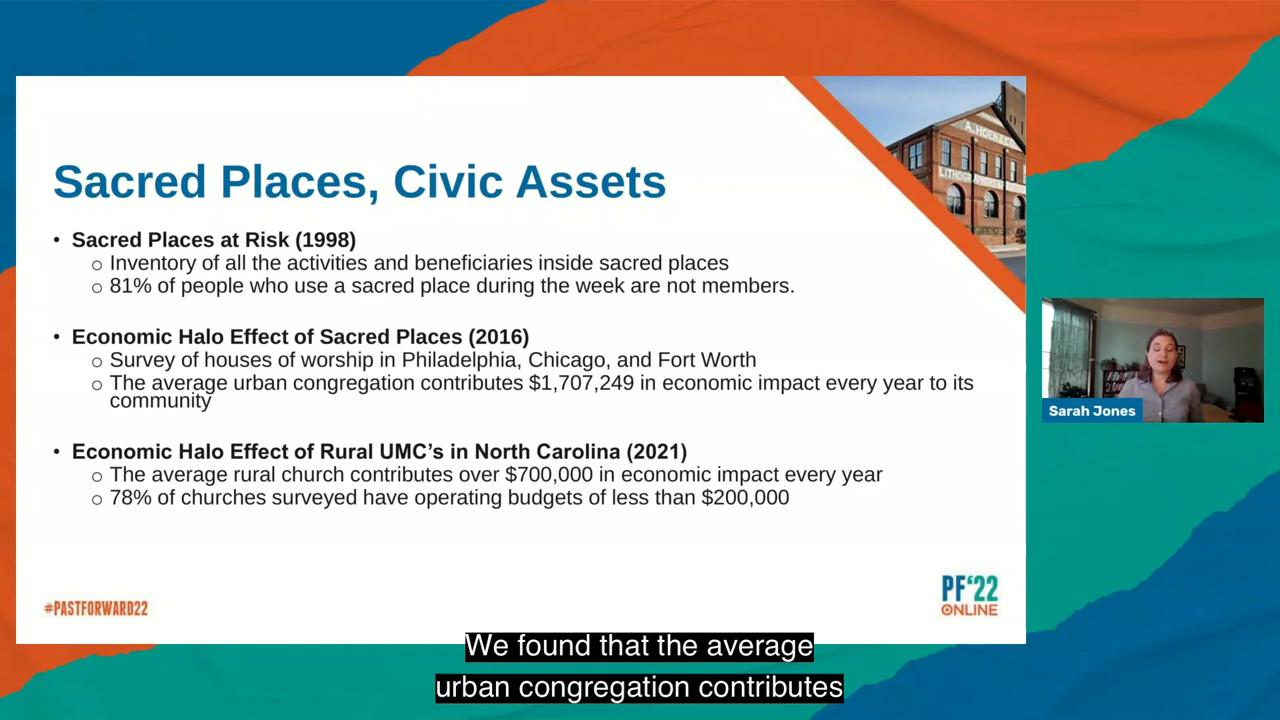 A. HOEN & CO.
LITHOGRAPHERS
Sacred Places, Civic Assets
• Sacred Places at Risk (1998)
o Inventory of all the activities and beneficiaries inside sacred places
o 81% of people who use a sacred place during the week are not members.
• Economic Halo Effect of Sacred Places (2016)
o Survey of houses of worship in Philadelphia, Chicago, and Fort Worth
o The average urban congregation contributes $1,707,249 in economic impact every year to its
community
• Economic Halo Effect of Rural UMC’s in North Carolina (2021)
o The average rural church contributes over $700,000 in economic impact every year
o 78% of churches surveyed have operating budgets of less than $200,000
Sarah Jones
#PASTFORWARD22
PF‘22
ONLINE
We found that the average
urban congregation contributes